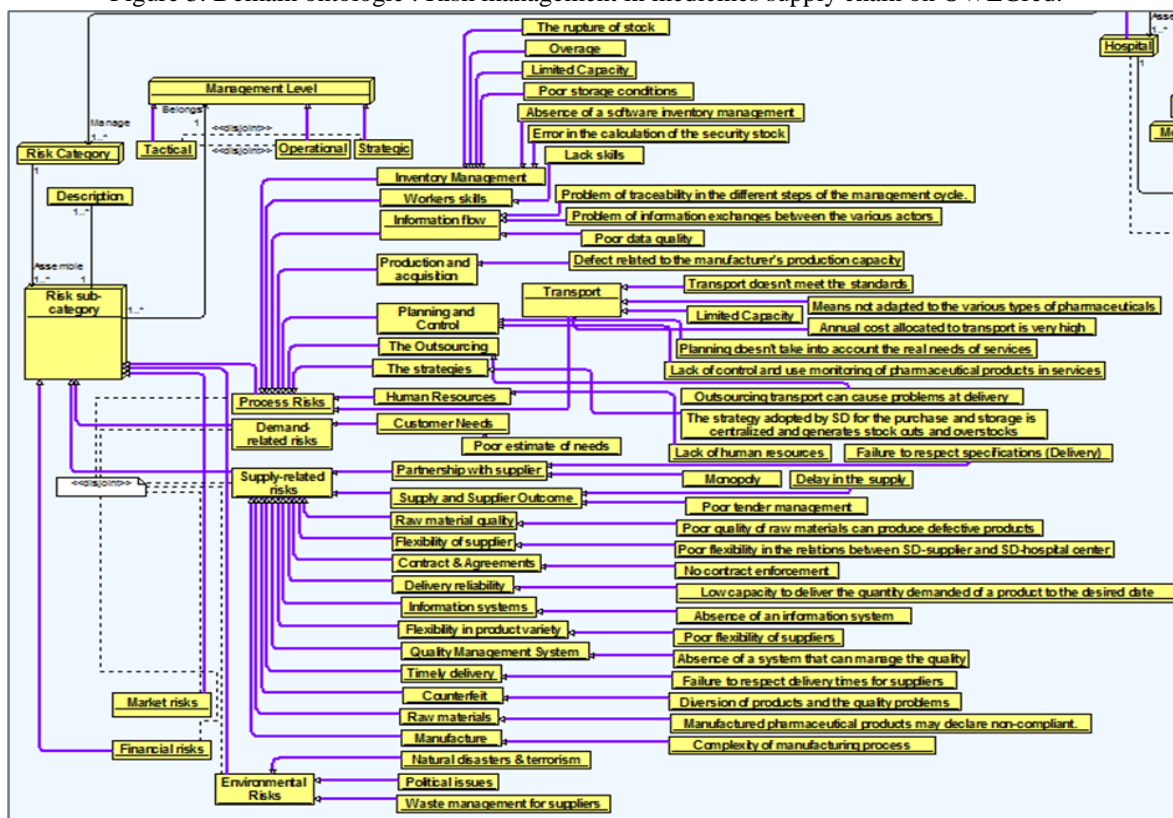 Figure 3. Domain ontologie : Risk management in medicines supply chain on OWLGred.
The rupture of stock
Overage
Limited Capacity
Poor storage conditions
Absence of a software inventory management
Error in the calculation of the security stock
Lack skills
Hospital
1..*
1
Management Level
Belongs
1
<<disjoint>>
<<disjoint>>
Tactical
Operational
Strategic
Manage
1..*
Risk Category
1
Description
1..*
Assemble
1..*
1
Risk sub-
category
1..*
Inventory Management
Workers skills
Information flow
Problem of traceability in the different steps of the management cycle.
Problem of information exchanges between the various actors
Poor data quality
Production and
acquisition
Defect related to the manufacturer's production capacity
Transport
Transport doesn't meet the standards
Means not adapted to the various types of pharmaceuticals
Limited Capacity
Annual cost allocated to transport is very high
Planning and
Control
Planning doesn't take into account the real needs of services
Lack of control and use monitoring of pharmaceutical products in services
The Outsourcing
The strategies
Outsourcing transport can cause problems at delivery
The strategy adopted by SD for the purchase and storage is
centralized and generates stock outs and overstocks
Process Risks
Human Resources
Lack of human resources
Demand-
related risks
Customer Needs
Poor estimate of needs
Failure to respect specifications (Delivery)
<<disjoint>>
Supply-related
risks
Partnership with supplier
Monopoly
Delay in the supply
Supply and Supplier Outcome
Poor tender management
Raw material quality
Poor quality of raw materials can produce defective products
Flexibility of supplier
Poor flexibility in the relations between SD-supplier and SD-hospital center
Contract & Agreements
No contract enforcement
Delivery reliability
Low capacity to deliver the quantity demanded of a product to the desired date
Information systems
Absence of an information system
Flexibility in product variety
Poor flexibility of suppliers
Quality Management System
Absence of a system that can manage the quality
Timely delivery
Failure to respect delivery times for suppliers
Counterfeit
Diversion of products and the quality problems
Raw materials
Manufactured pharmaceutical products may declare non-compliant.
Manufacture
Complexity of manufacturing process
Market risks
Financial risks
Environmental
Risks
Natural disasters & terrorism
Political issues
Waste management for suppliers